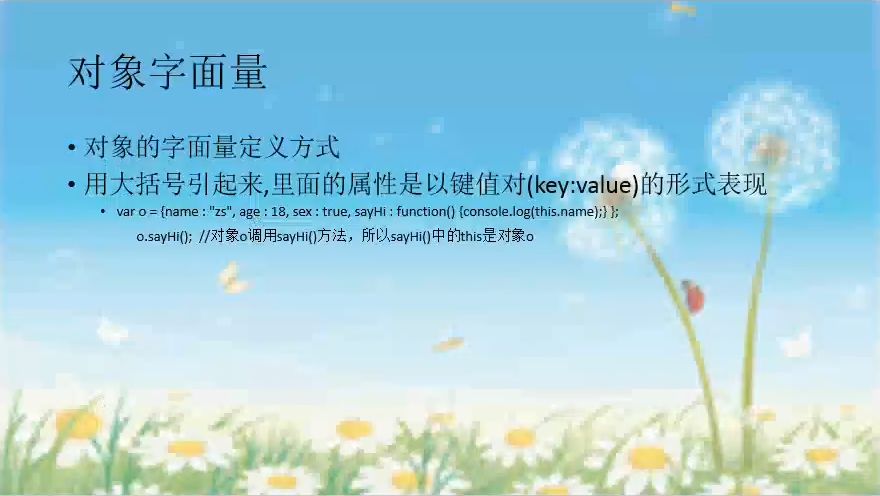 对象字面量
• 对象的字面量定义方式
• 用大括号引起来,里面的属性是以键值对(key:value)的形式表现
• var o = {name : "zs", age : 18, sex : true, sayHi : function() {console.log(this.name);} };
o.sayHi(); //对象o调用sayHi()方法，所以sayHi()中的this是对象o